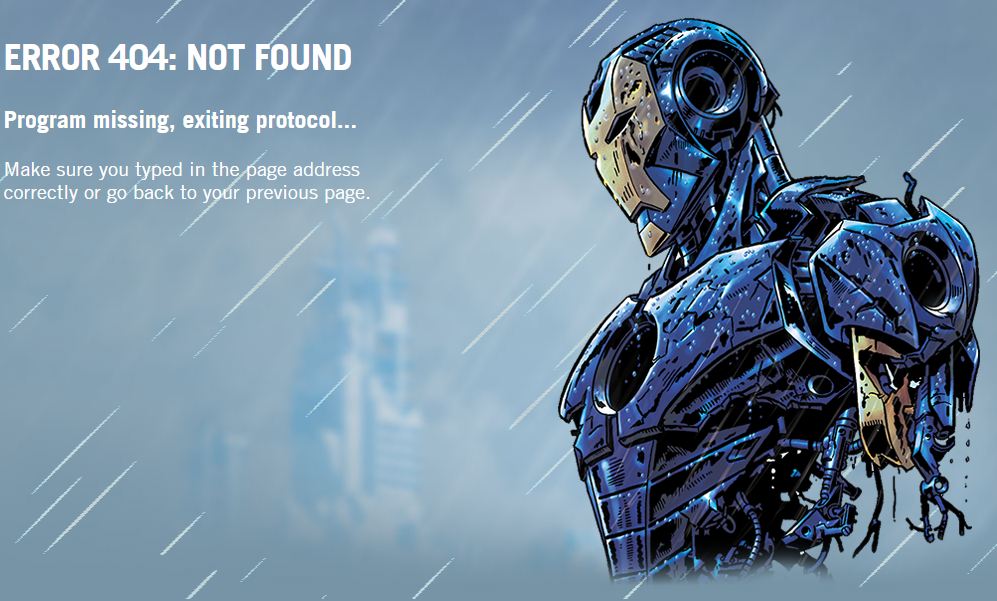 ERROR 404: NOT FOUND
Program missing, exiting protocol...
Make sure you typed in the page address
correctly or go back to your previous page.